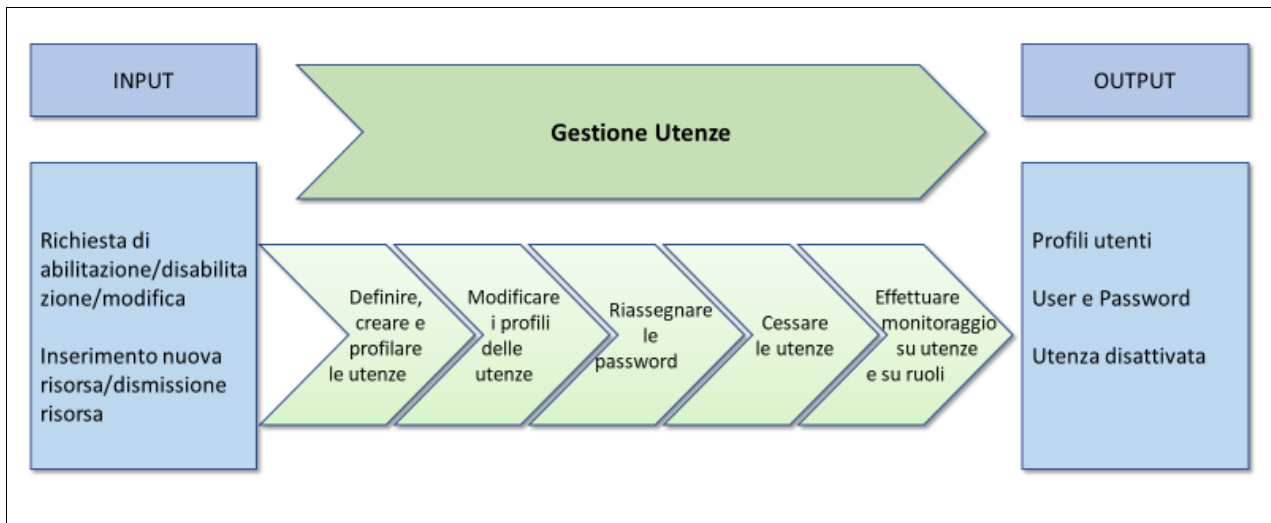 INPUT
Gestione Utenze
OUTPUT
Richiesta di
abilitazione/disabilita
zione/modifica
Inserimento nuova
risorsa/dismissione
risorsa
Definire,
creare e
profilare
le utenze
Modificare
i profili
delle
utenze
Riassegnare
le
password
Cessare
le utenze
Effettuare
monitoraggio
su utenze
e su ruoli
Profili utenti
User e Password
Utenza disattivata